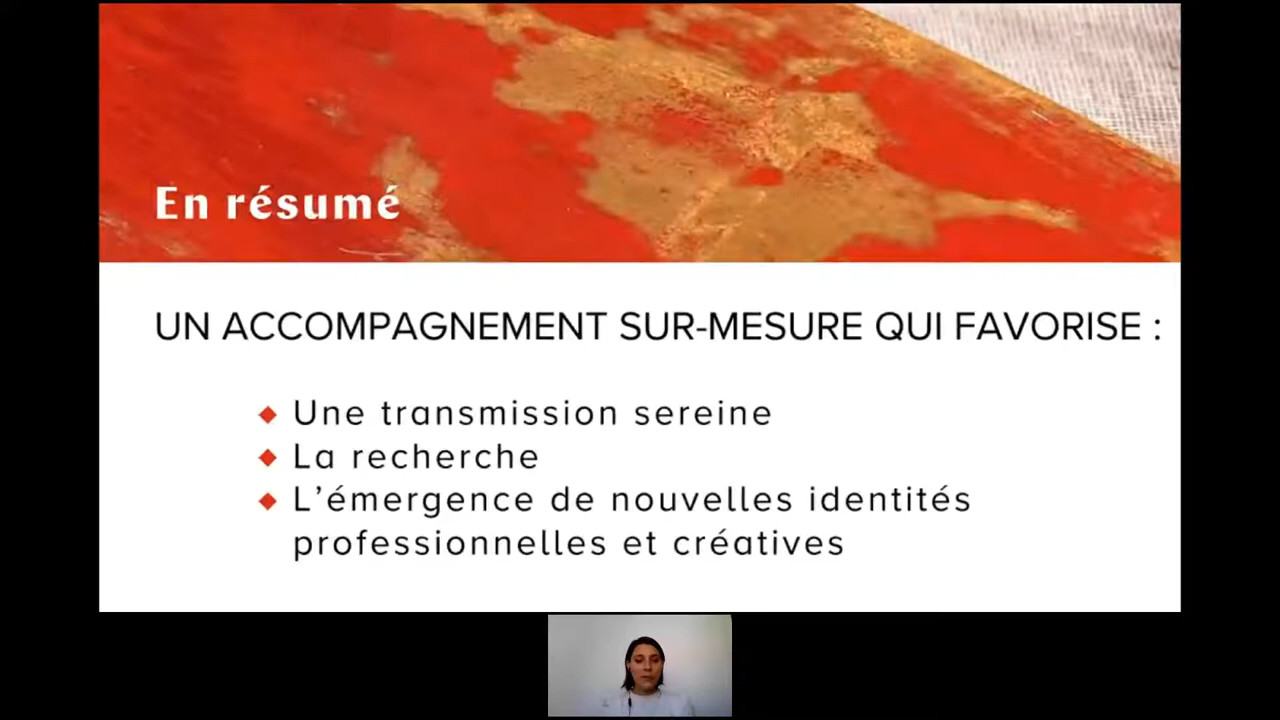 En résumé
UN ACCOMPAGNEMENT SUR-MESURE QUI FAVORISE :
Une transmission sereine
La recherche
L’émergence de nouvelles identités
professionnelles et créatives